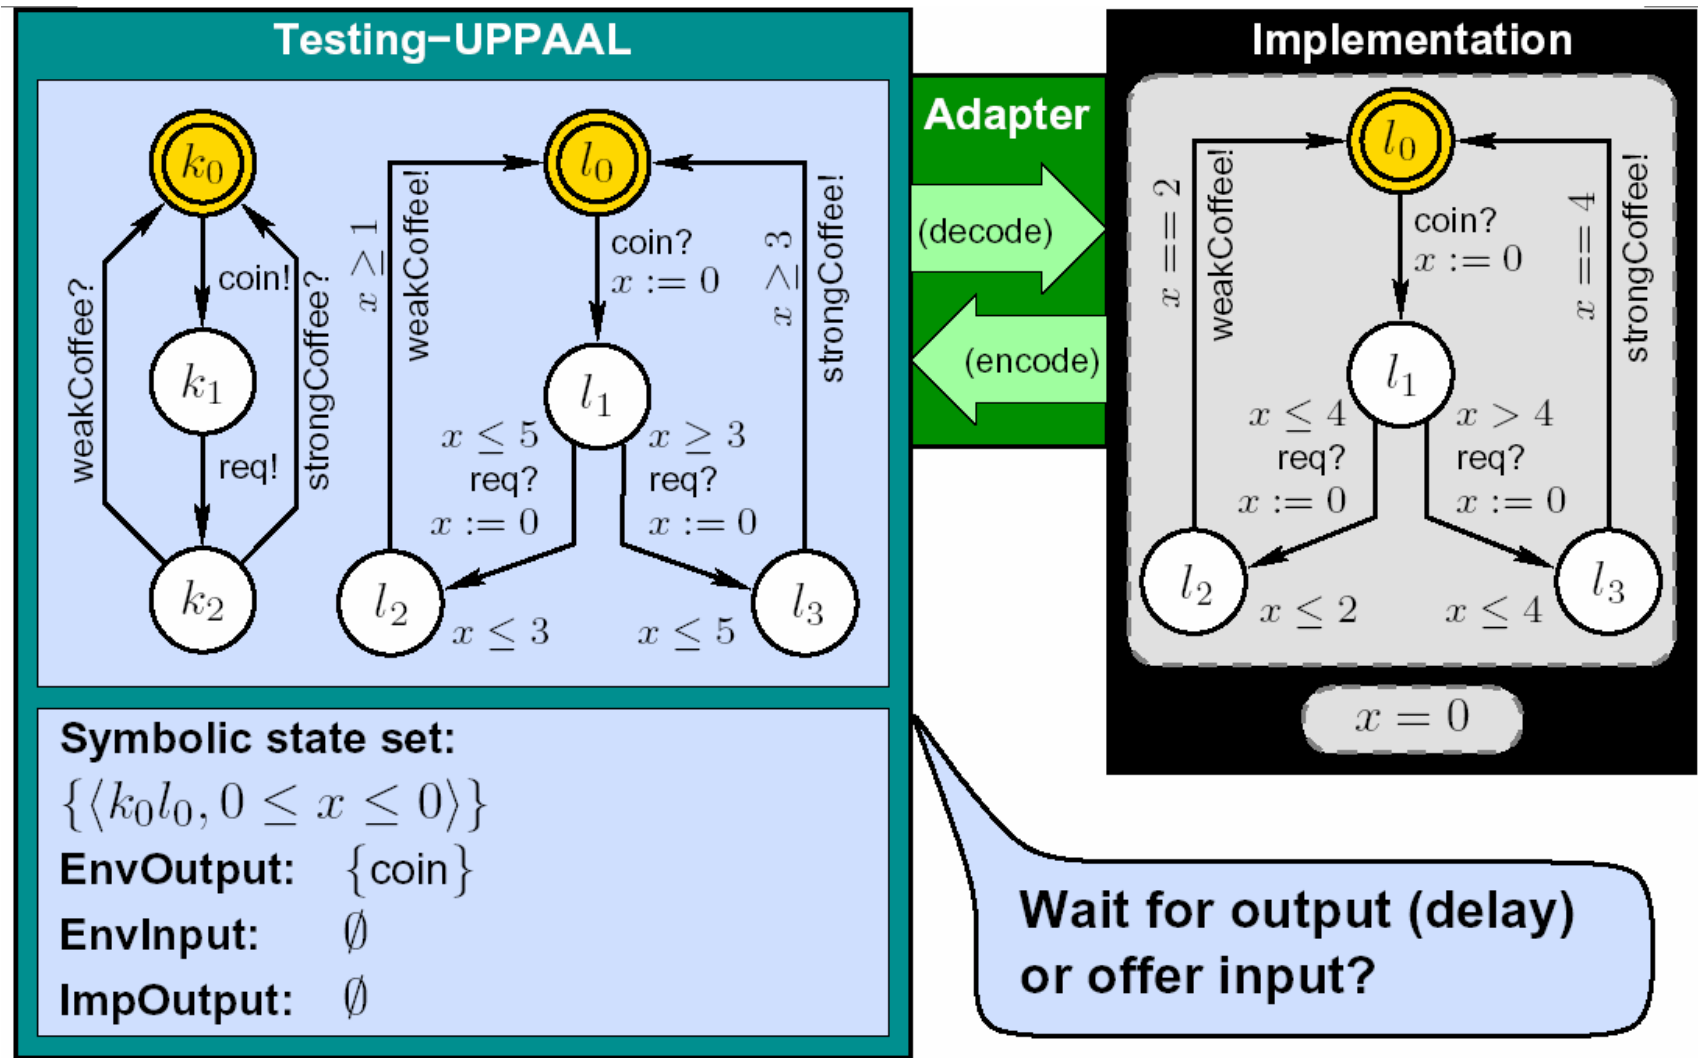 Testing−UPPAAL
k₀
coin!
k₁
req!
k₂
weakCoffee?
strongCoffee?
l₀
coin?
x := 0
l₁
x ≤ 5
req?
x := 0
x ≥ 3
req?
x := 0
l₂
x ≤ 3
l₃
x ≤ 5
x ≥ 1
weakCoffee!
x ≥ 3
strongCoffee!
Symbolic state set:
{⟨k₀l₀, 0 ≤ x ≤ 0⟩}
EnvOutput: {coin}
EnvInput: ∅
ImpOutput: ∅
Adapter
(decode)
(encode)
Implementation
l₀
coin?
x := 0
l₁
x ≤ 4
req?
x := 0
x > 4
req?
x := 0
l₂
x ≤ 2
l₃
x ≤ 4
x == 2
weakCoffee!
x == 4
strongCoffee!
x = 0
Wait for output (delay)
or offer input?